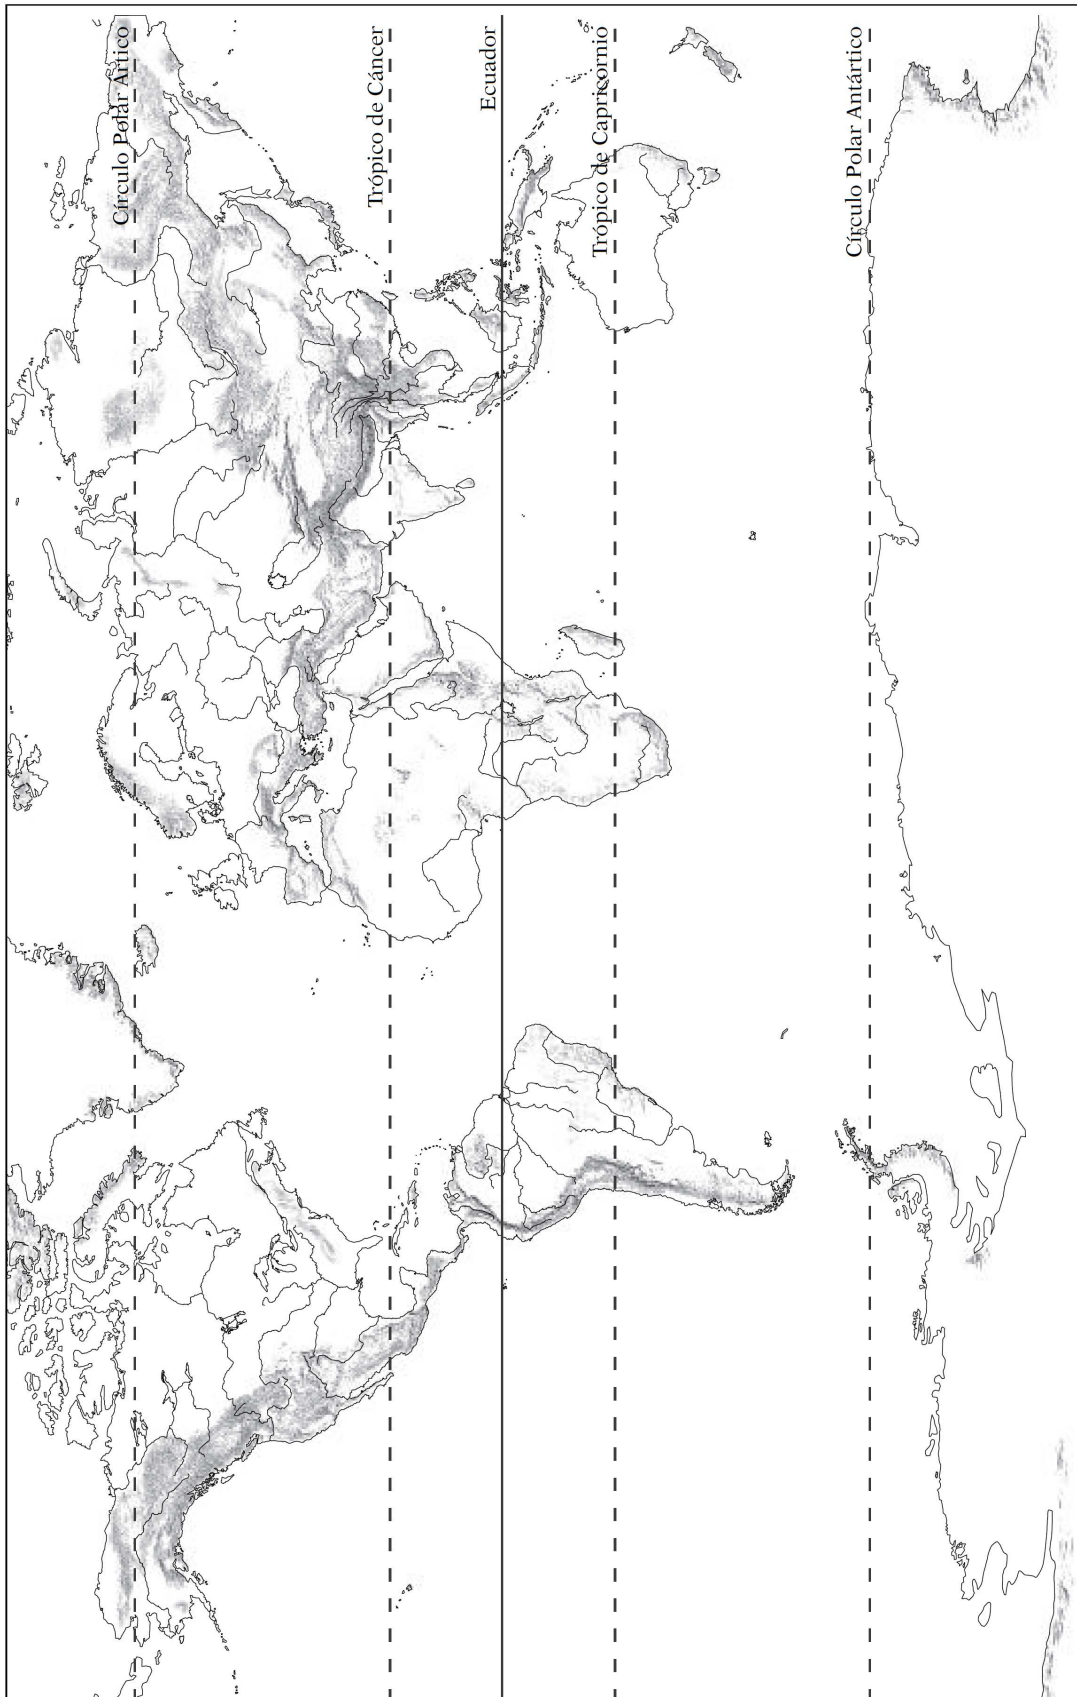 Círculo Polar Ártico
Trópico de Cáncer
Ecuador
Trópico de Capricornio
Círculo Polar Antártico